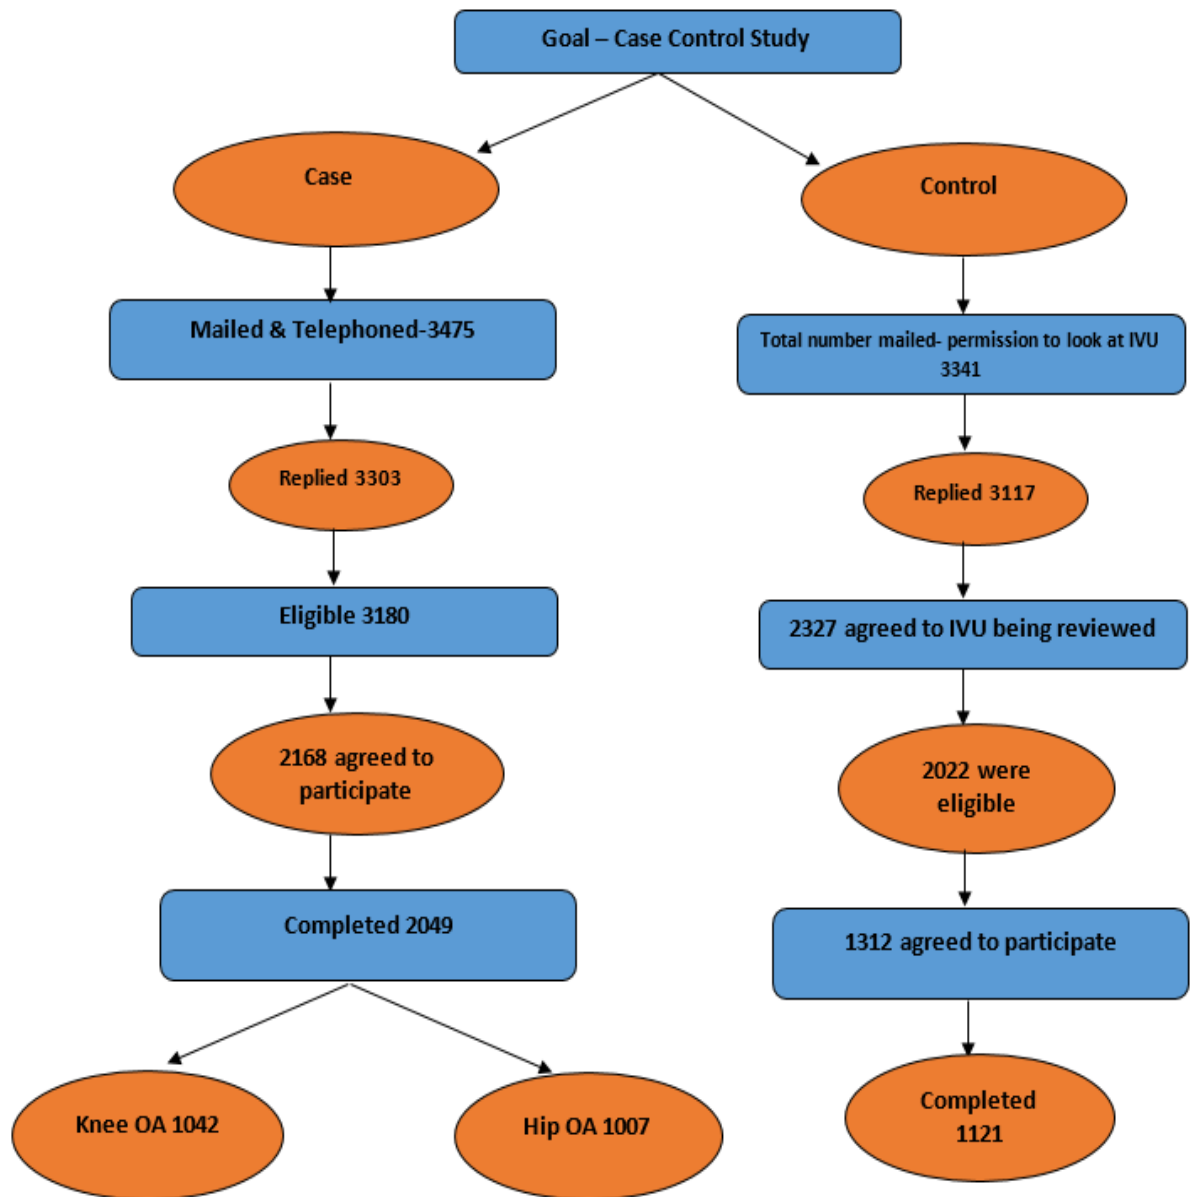 Goal – Case Control Study
Case
Mailed & Telephoned-3475
Replied 3303
Eligible 3180
2168 agreed to
participate
Completed 2049
Knee OA 1042
Hip OA 1007
Control
Total number mailed- permission to look at IVU
3341
Replied 3117
2327 agreed to IVU being reviewed
2022 were
eligible
1312 agreed to participate
Completed
1121